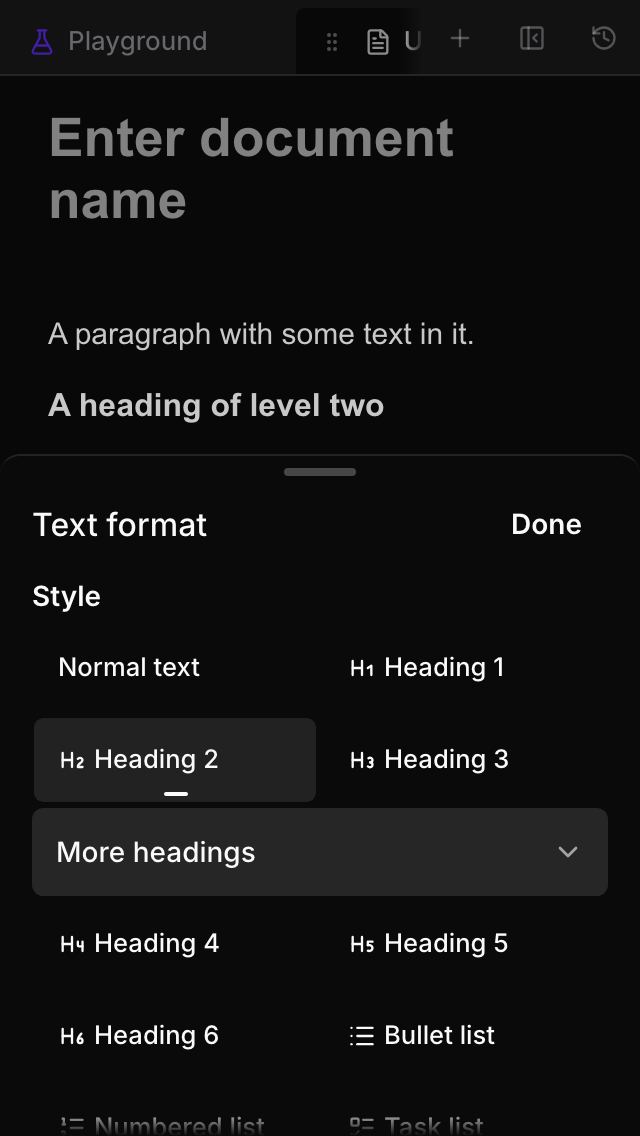 Playground
U
Enter document
name
A paragraph with some text in it.
A heading of level two
Text format
Done
Style
Normal text
H1 Heading 1
H2 Heading 2
H3 Heading 3
More headings
H4 Heading 4
H5 Heading 5
H6 Heading 6
Bullet list
Numbered list
Task list